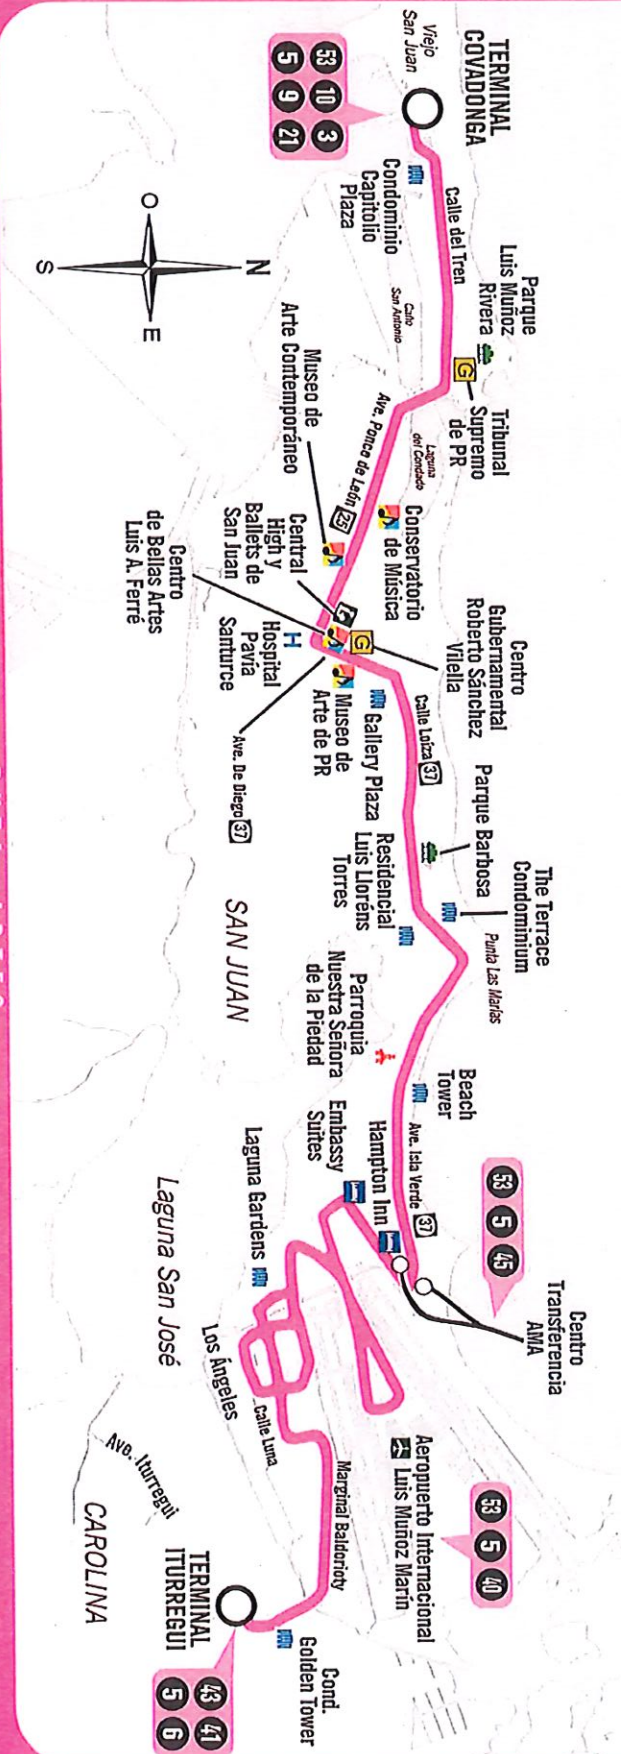 TERMINAL
COVADONGA
Viejo
San Juan
53 10 3
5 9 21
Condominio
Capitolio
Plaza
Calle del Tren
Parque
Luis Muñoz
Rivera
G
Tribunal
Supremo
de PR
Caño
San Antonio
Laguna
del Condado
N
O
E
S
Ave. Ponce de León 25
Museo de
Arte Contemporáneo
Conservatorio
de Música
Central
High y
Ballets de
San Juan
Centro
de Bellas Artes
Luis A. Ferré
H
Hospital
Pavía
Santurce
G
Centro
Gubernamental
Roberto Sánchez
Vilella
Museo de
Arte de PR
Ave. De Diego 37
Gallery Plaza
Calle Loíza 37
Parque Barbosa
Residencial
Luis Lloréns
Torres
The Terrace
Condominium
Punta Las Marías
SAN JUAN
Parroquia
Nuestra Señora
de la Piedad
Beach
Tower
Ave. Isla Verde 37
Hampton Inn
Embassy
Suites
53 5 45
Centro
Transferencia
AMA
Laguna Gardens
Laguna San José
Los Ángeles
Calle Luna
Aeropuerto Internacional
Luis Muñoz Marín
53 5 40
Marginal Baldorioty
Ave. Iturregui
CAROLINA
TERMINAL
ITURREGUI
Cond.
Golden Tower
43 41
5 6